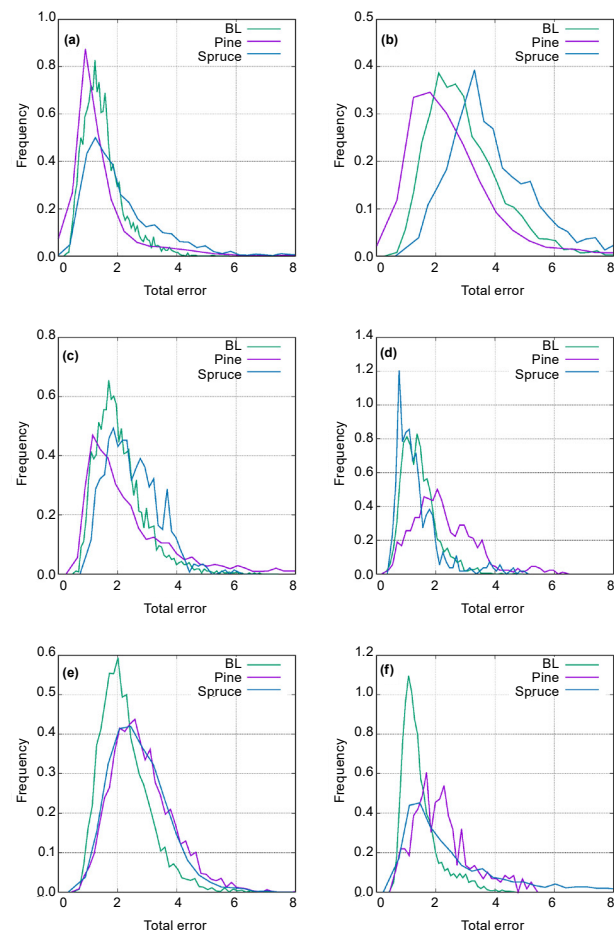 (a)
BL
Pine
Spruce
Frequency
1.0
0.8
0.6
0.4
0.2
0.0
0 2 4 6 8
Total error
(b)
BL
Pine
Spruce
Frequency
0.5
0.4
0.3
0.2
0.1
0.0
0 2 4 6 8
Total error
(c)
BL
Pine
Spruce
Frequency
0.8
0.6
0.4
0.2
0.0
0 2 4 6 8
Total error
(d)
BL
Pine
Spruce
Frequency
1.4
1.2
1.0
0.8
0.6
0.4
0.2
0.0
0 2 4 6 8
Total error
(e)
BL
Pine
Spruce
Frequency
0.6
0.5
0.4
0.3
0.2
0.1
0.0
0 2 4 6 8
Total error
(f)
BL
Pine
Spruce
Frequency
1.2
1.0
0.8
0.6
0.4
0.2
0.0
0 2 4 6 8
Total error